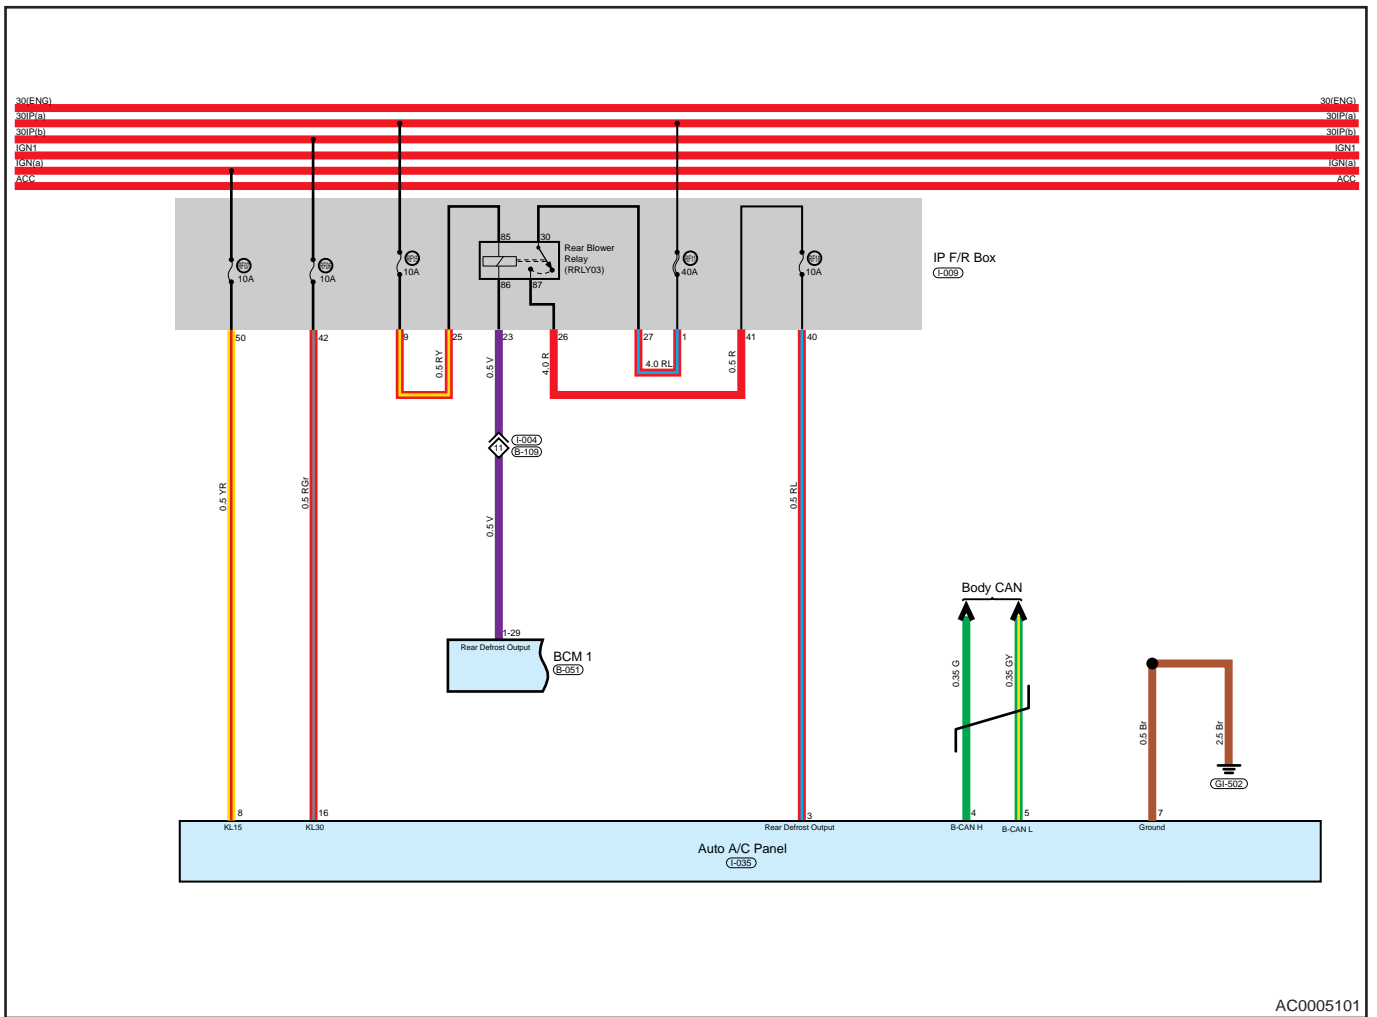 30(ENG) 30(ENG)
30IP(a) 30IP(a)
30IP(b) 30IP(b)
IGN1 IGN1
IGN(a) IGN(a)
ACC ACC
85 30
Rear Blower
Relay
(RRLY03)
86 87
10A 10A 10A 40A 10A
IP F/R Box
I-009
50 42 9 25 23 26 27 1 41 40
0.5 RY
0.5 V
4.0 R
4.0 RL
0.5 R
11
I-004
B-109
0.5 YR
0.5 RGr
0.5 V
0.5 RL
1-29
Rear Defrost Output
BCM 1
B-051
Body CAN
0.35 G
0.35 GY
0.5 Br
2.5 Br
GI-502
8 16 3 4 5 7
KL15 KL30 Rear Defrost Output B-CAN H B-CAN L Ground
Auto A/C Panel
I-035
AC0005101